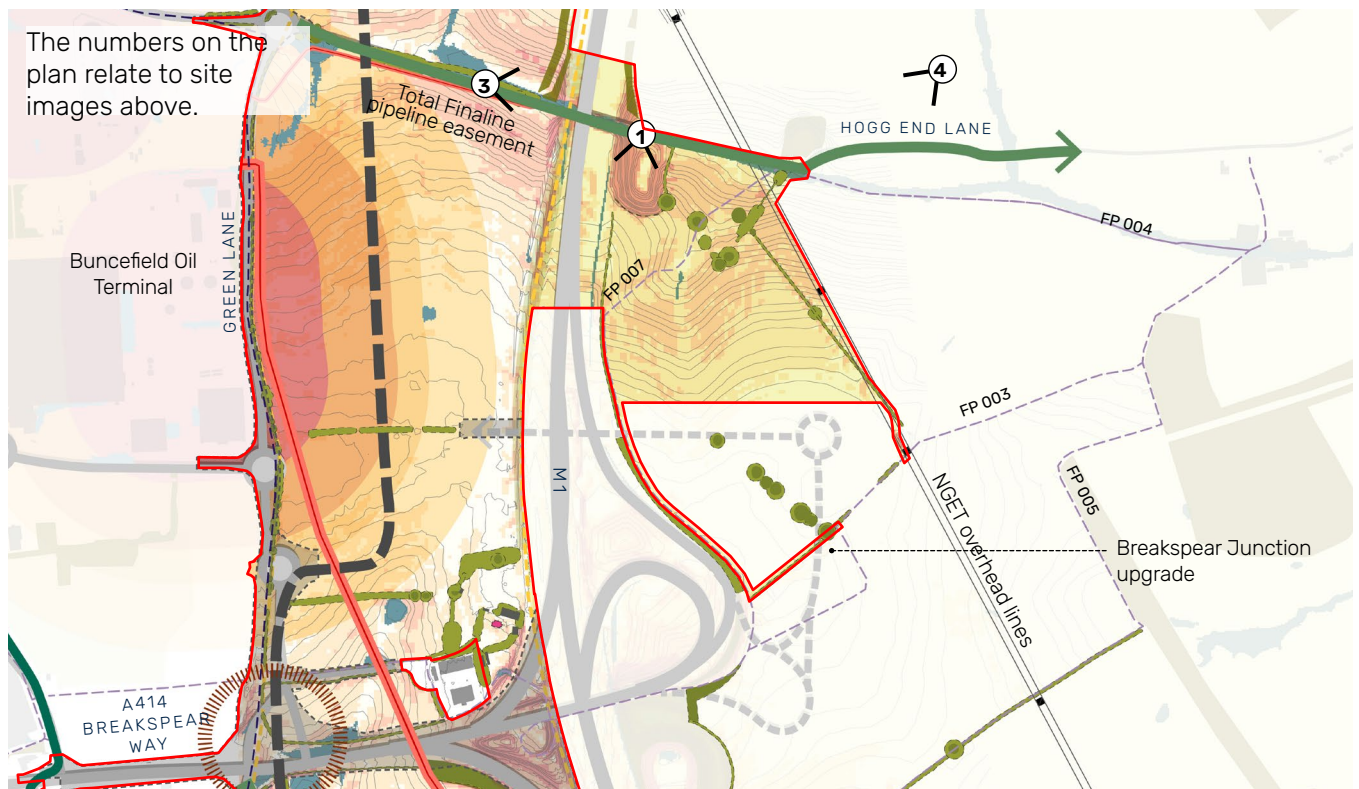 The numbers on the
plan relate to site
images above.
3
Total Finaline
pipeline easement
1
4
HOGG END LANE
FP 004
GREEN LANE
Buncefield Oil
Terminal
FP 007
M1
FP 003
FP 005
NGET overhead lines
Breakspear Junction
upgrade
A414
BREAKSPEAR
WAY